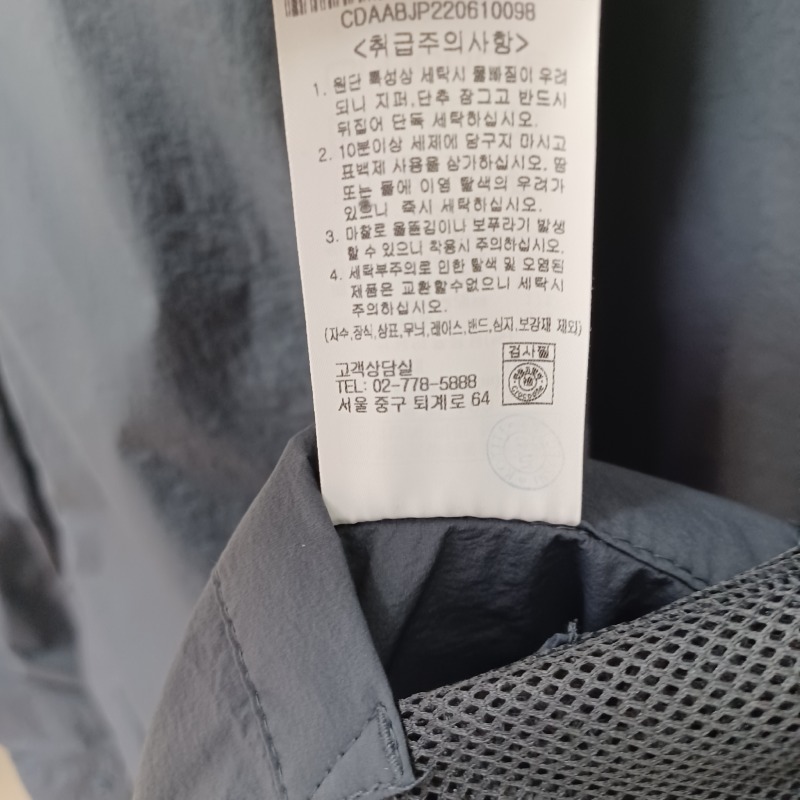 CDAABJP220610098
<취급주의사항>
1. 원단 특성상 세탁시 물빠짐이 우려
되니 지퍼,단추 잠그고 반드시
뒤집어 단독 세탁하십시오.
2. 10분이상 세제에 담구지 마시고
표백제 사용을 삼가하십시오. 땀
또는 물에 이염 탈색의 우려가
있으니 즉시 세탁하십시오.
3. 마찰로 올뜯김이나 보푸라기 발생
할 수 있으니 착용시 주의하십시오.
4. 세탁부주의로 인한 탈색 및 오염된
제품은 교환할수없으니 세탁시
주의하십시오.
(자수,장식,상표,무늬,레이스,밴드,심지,보강재 제외)
검사필
고객상담실
TEL: 02-778-5888
서울 중구 퇴계로 64